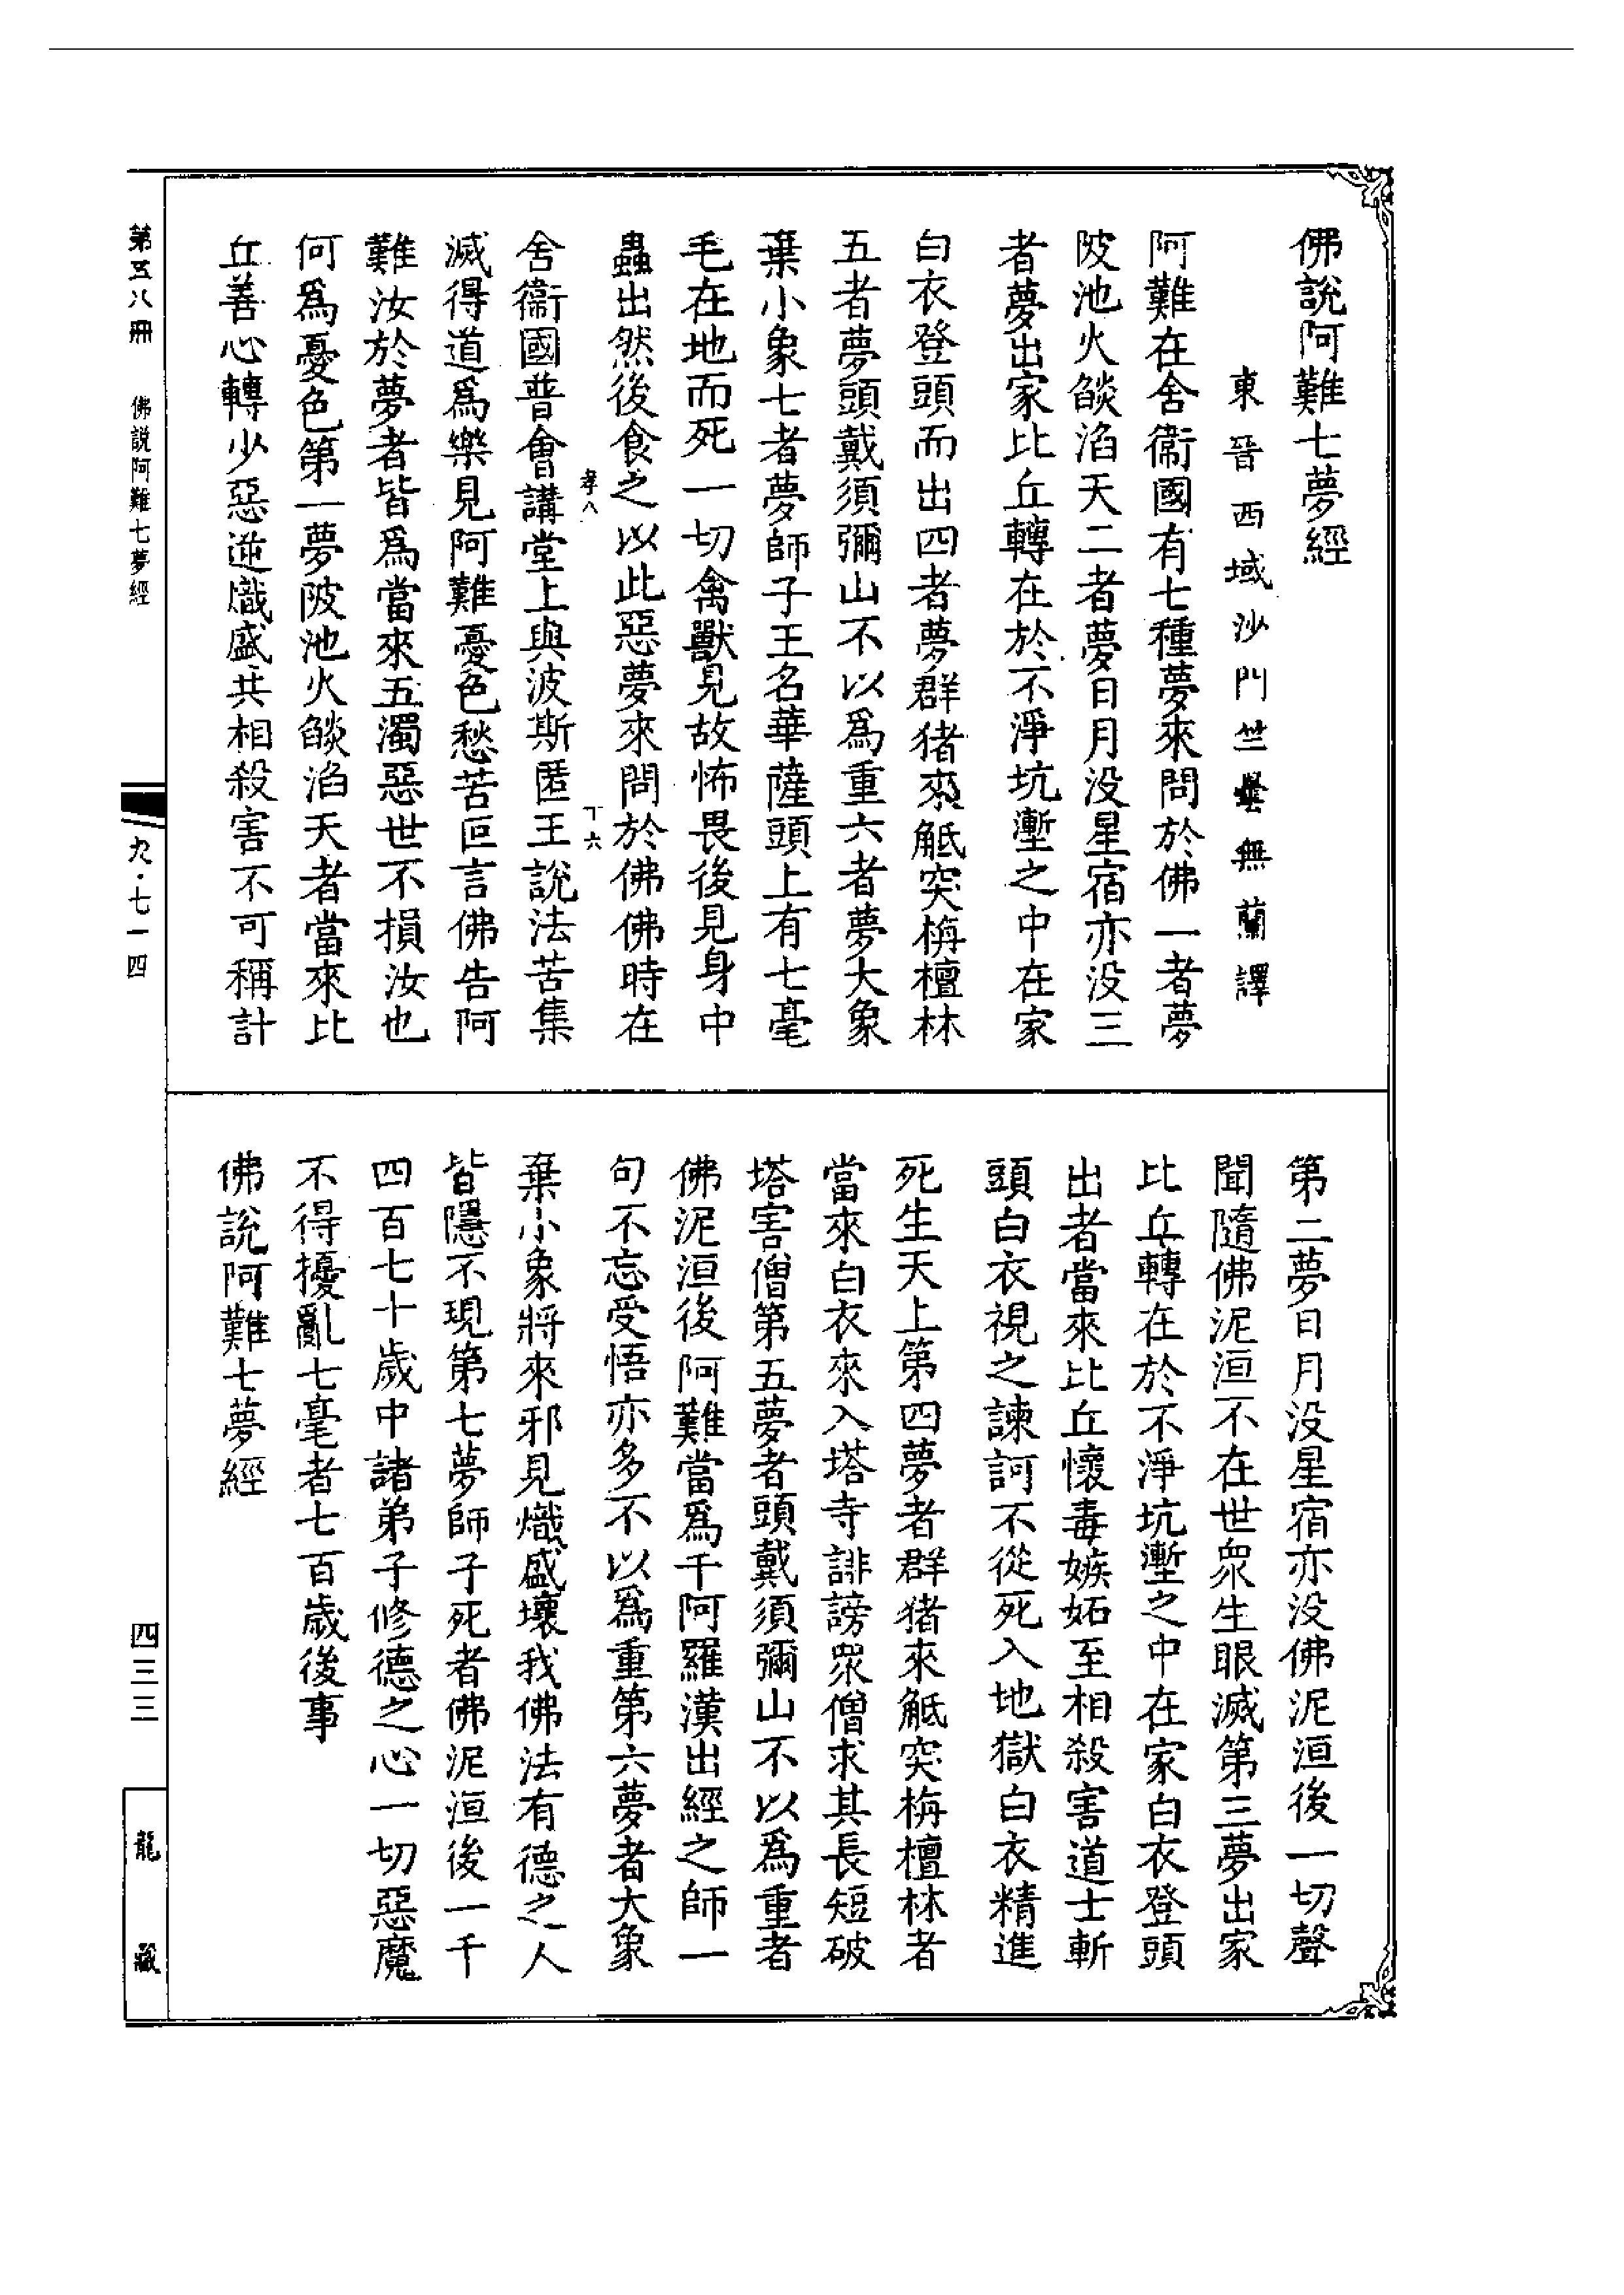 佛說阿難七夢經
東晉西域沙門竺曇無蘭譯
阿難在舍衞國有七種夢來問於佛一者夢
陂池火燄滔天二者夢日月没星宿亦没三
者夢出家比丘轉在於不淨坑壍之中在家
白衣登頭而出四者夢群猪來觝突栴檀林
五者夢頭戴須彌山不以爲重六者夢大象
棄小象七者夢師子王名華薩頭上有七毫
毛在地而死一切禽獸見故怖畏後見身中
蟲出然後食之以此惡夢來問於佛佛時在
孝八
十六
舍衞國普會講堂上與波斯匿王說法苦集
滅得道爲樂見阿難憂色愁苦叵言佛告阿
難汝於夢者皆爲當來五濁惡世不損汝也
何爲憂色第一夢陂池火燄滔天者當來比
丘善心轉少惡逆熾盛共相殺害不可稱計
第二夢日月没星宿亦没佛泥洹後一切聲
聞隨佛泥洹不在世衆生眼滅第三夢出家
比丘轉在於不淨坑壍之中在家白衣登頭
出者當來比丘懷毒嫉妬至相殺害道士斬
頭白衣視之諫訶不從死入地獄白衣精進
死生天上第四夢者群猪來觝突栴檀林者
當來白衣來入塔寺誹謗衆僧求其長短破
塔害僧第五夢者頭戴須彌山不以爲重者
佛泥洹後阿難當爲千阿羅漢出經之師一
句不忘受悟亦多不以爲重第六夢者大象
棄小象將來邪見熾盛壞我佛法有德之人
皆隱不現第七夢師子死者佛泥洹後一千
四百七十歲中諸弟子修德之心一切惡魔
不得擾亂七毫者七百歲後事
佛說阿難七夢經
第五八冊
佛説阿難七夢經
九·七一四
四三三
龍藏